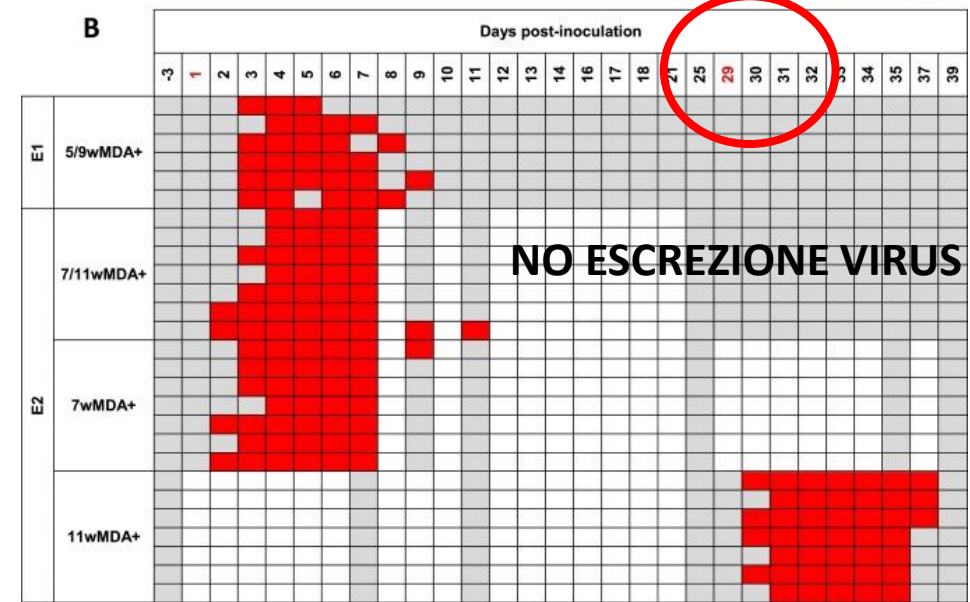 B
Days post-inoculation
-3 1 2 3 4 5 6 7 8 9 10 11 12 13 14 16 17 18 21 25 29 30 31 32 33 34 35 37 39
E1
5/9wMDA+
7/11wMDA+
NO ESCREZIONE VIRUS
E2
7wMDA+
11wMDA+